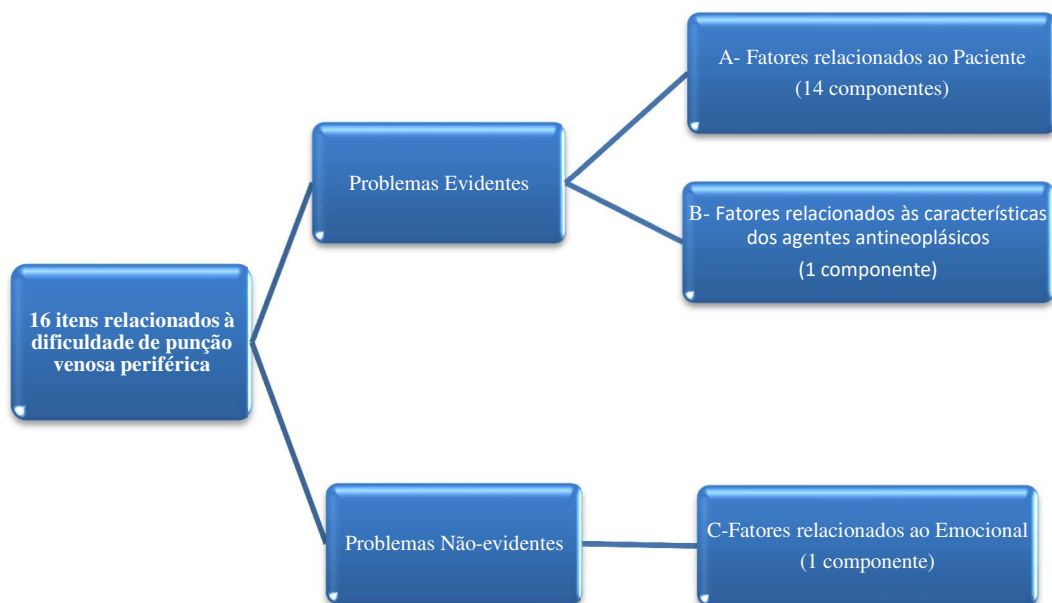 16 itens relacionados à
dificuldade de punção
venosa periférica
Problemas Evidentes
A- Fatores relacionados ao Paciente
(14 componentes)
B- Fatores relacionados às características
dos agentes antineoplásicos
(1 componente)
Problemas Não-evidentes
C-Fatores relacionados ao Emocional
(1 componente)